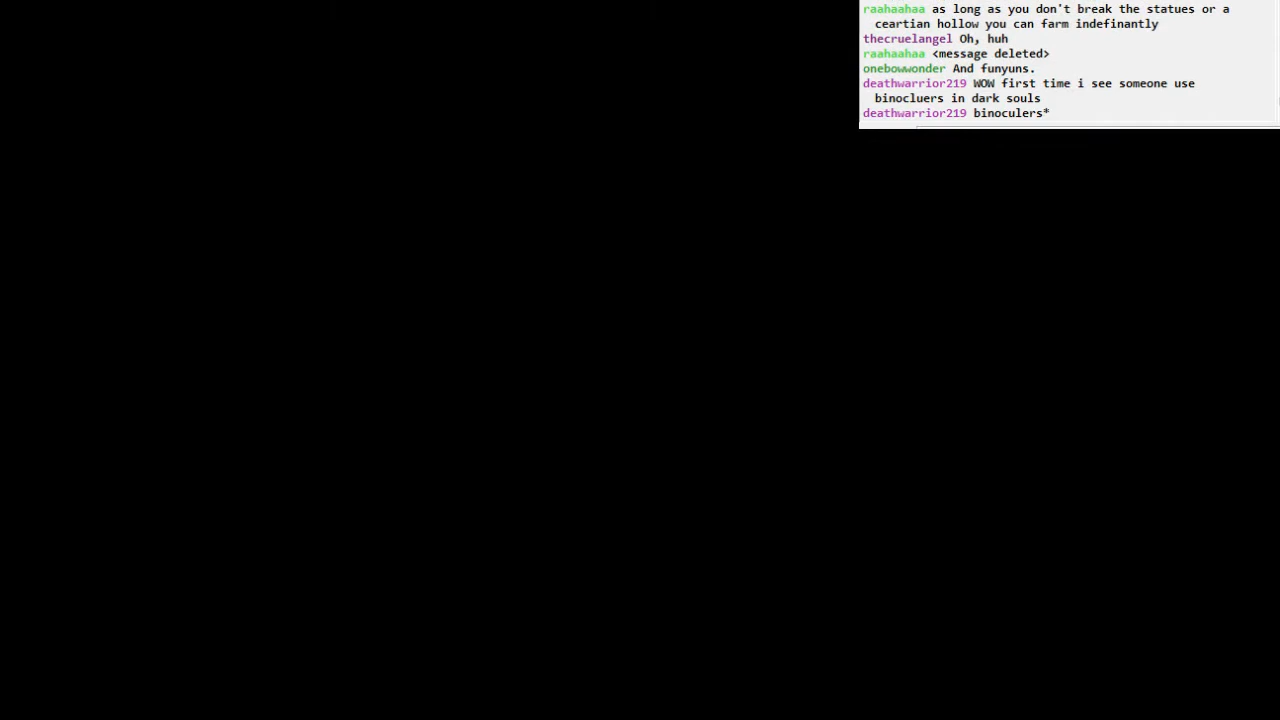 raahaahaa as long as you don't break the statues or a
ceartian hollow you can farm indefinantly
thecruelangel Oh, huh
raahaahaa <message deleted>
onebowwonder And funyuns.
deathwarrior219 WOW first time i see someone use
binocluers in dark souls
deathwarrior219 binoculers*